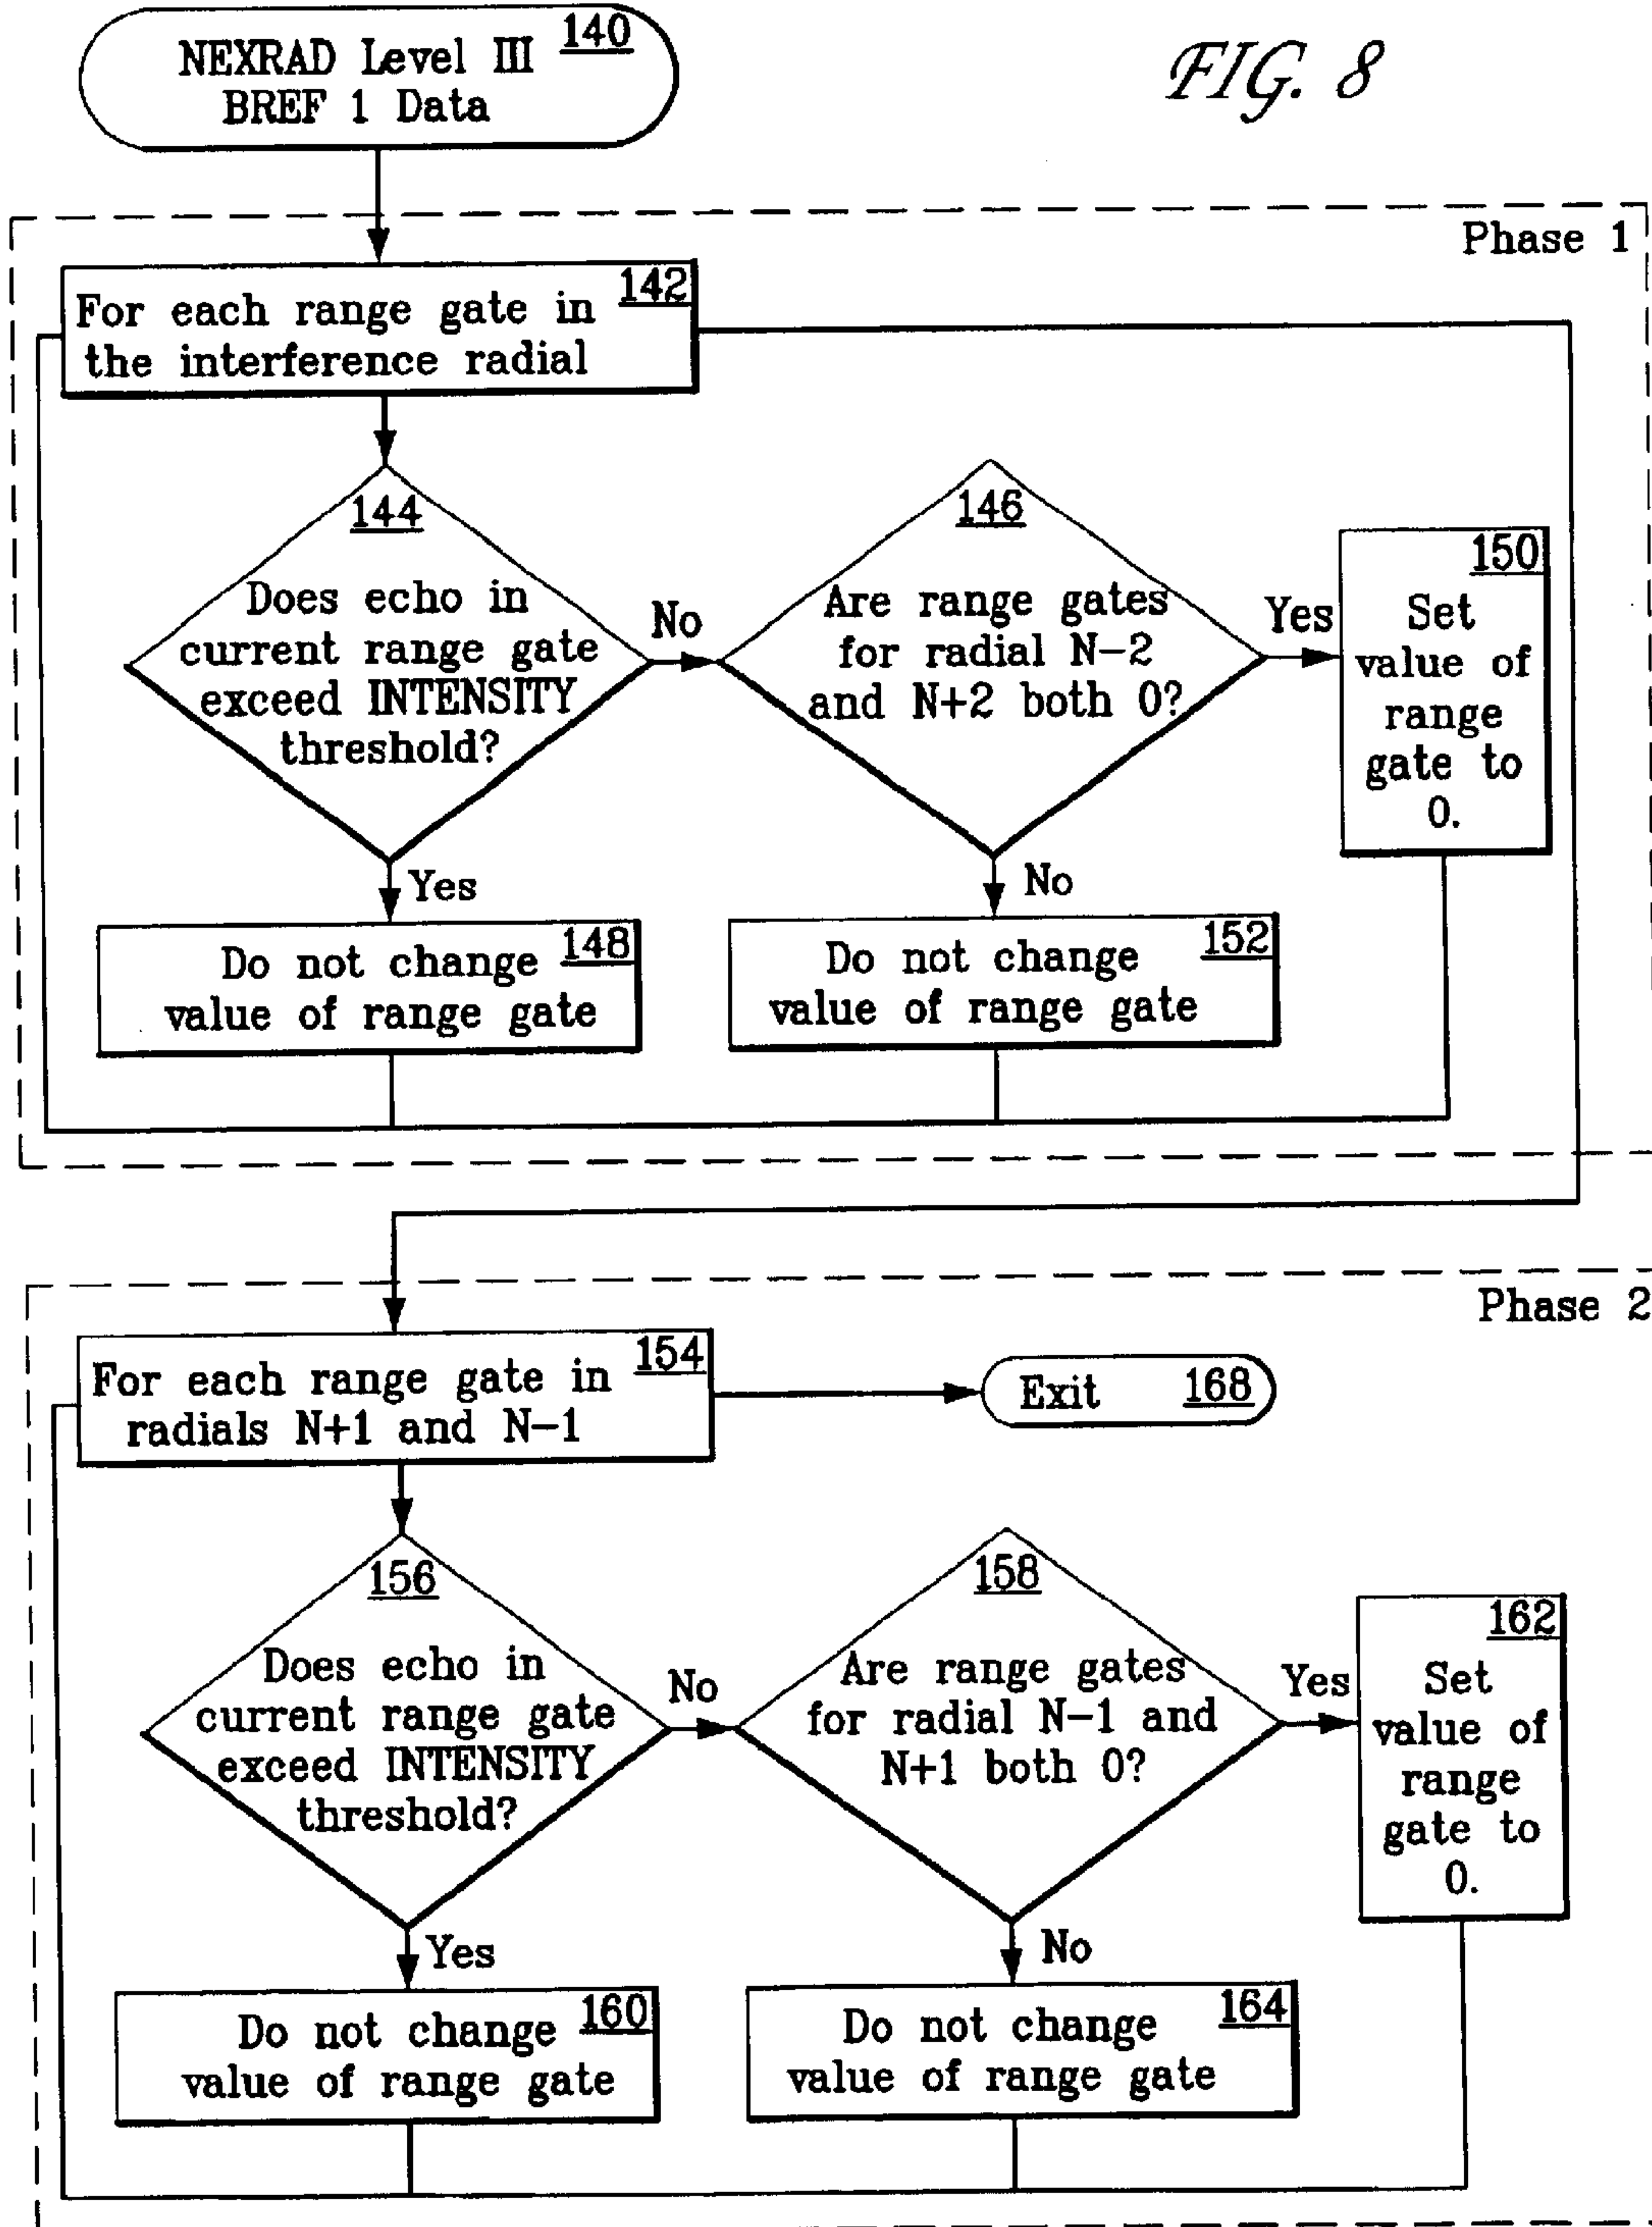 FIG. 8
NEXRAD Level III 140
BREF 1 Data
Phase 1
For each range gate in 142
the interference radial
144
Does echo in
current range gate
exceed INTENSITY
threshold?
No
Yes
146
Are range gates
for radial N-2
and N+2 both 0?
Yes
No
150
Set
value of
range
gate to
0.
Do not change 148
value of range gate
Do not change 152
value of range gate
Phase 2
For each range gate in 154
radials N+1 and N-1
Exit 168
156
Does echo in
current range gate
exceed INTENSITY
threshold?
No
Yes
158
Are range gates
for radial N-1 and
N+1 both 0?
Yes
No
162
Set
value of
range
gate to
0.
Do not change 160
value of range gate
Do not change 164
value of range gate